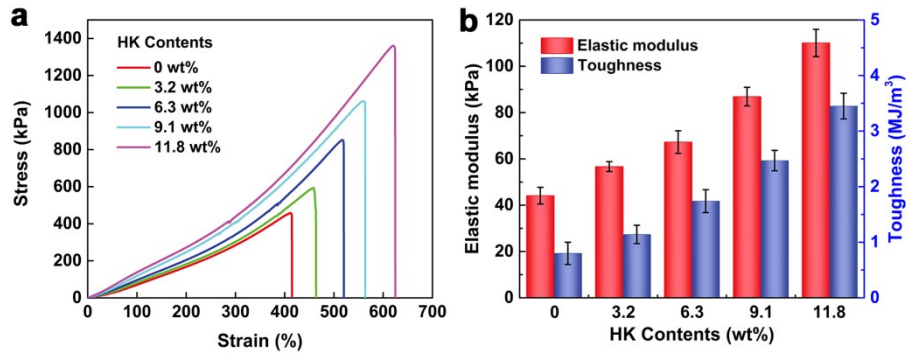 a
1400
1200
1000
800
600
400
200
0
Stress (kPa)
HK Contents
0 wt%
3.2 wt%
6.3 wt%
9.1 wt%
11.8 wt%
0 100 200 300 400 500 600 700
Strain (%)
b
120
100
80
60
40
20
0
Elastic modulus (kPa)
Elastic modulus
Toughness
5
4
3
2
1
0
Toughness (MJ/m³)
0 3.2 6.3 9.1 11.8
HK Contents (wt%)